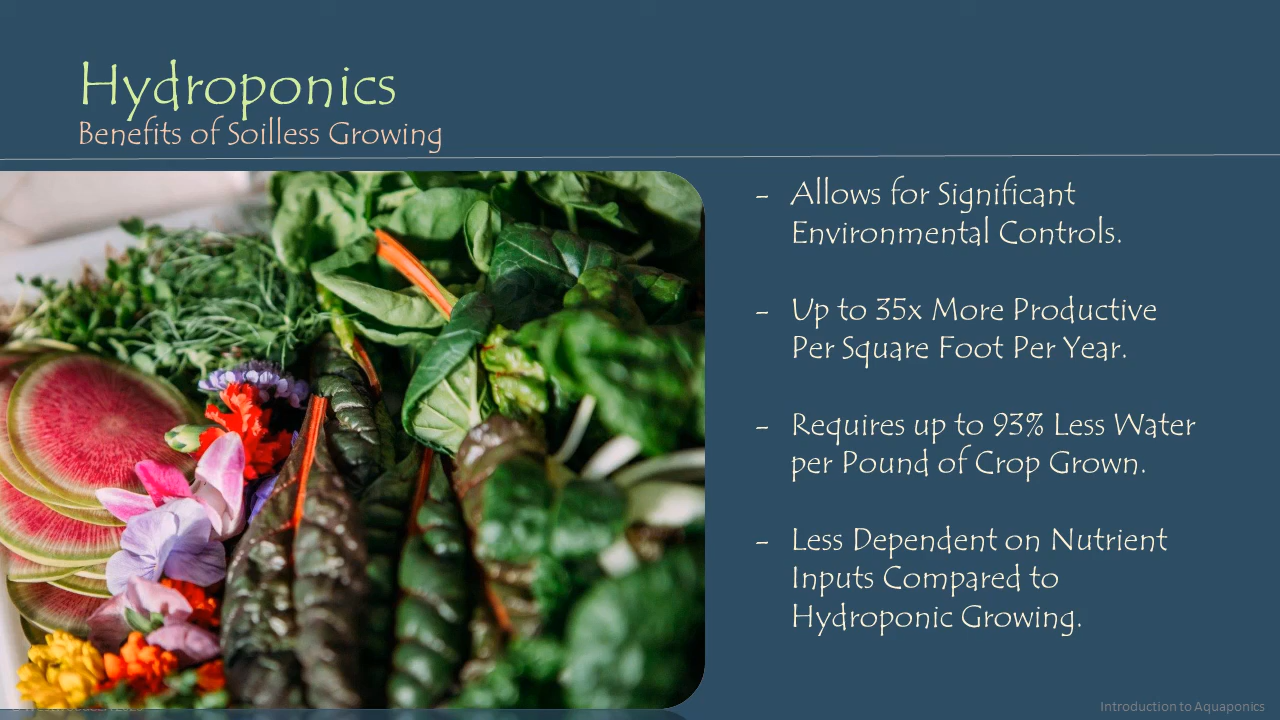 Hydroponics
Benefits of Soilless Growing
- Allows for Significant
Environmental Controls.
- Up to 35x More Productive
Per Square Foot Per Year.
- Requires up to 93% Less Water
per Pound of Crop Grown.
- Less Dependent on Nutrient
Inputs Compared to
Hydroponic Growing.
Introduction to Aquaponics